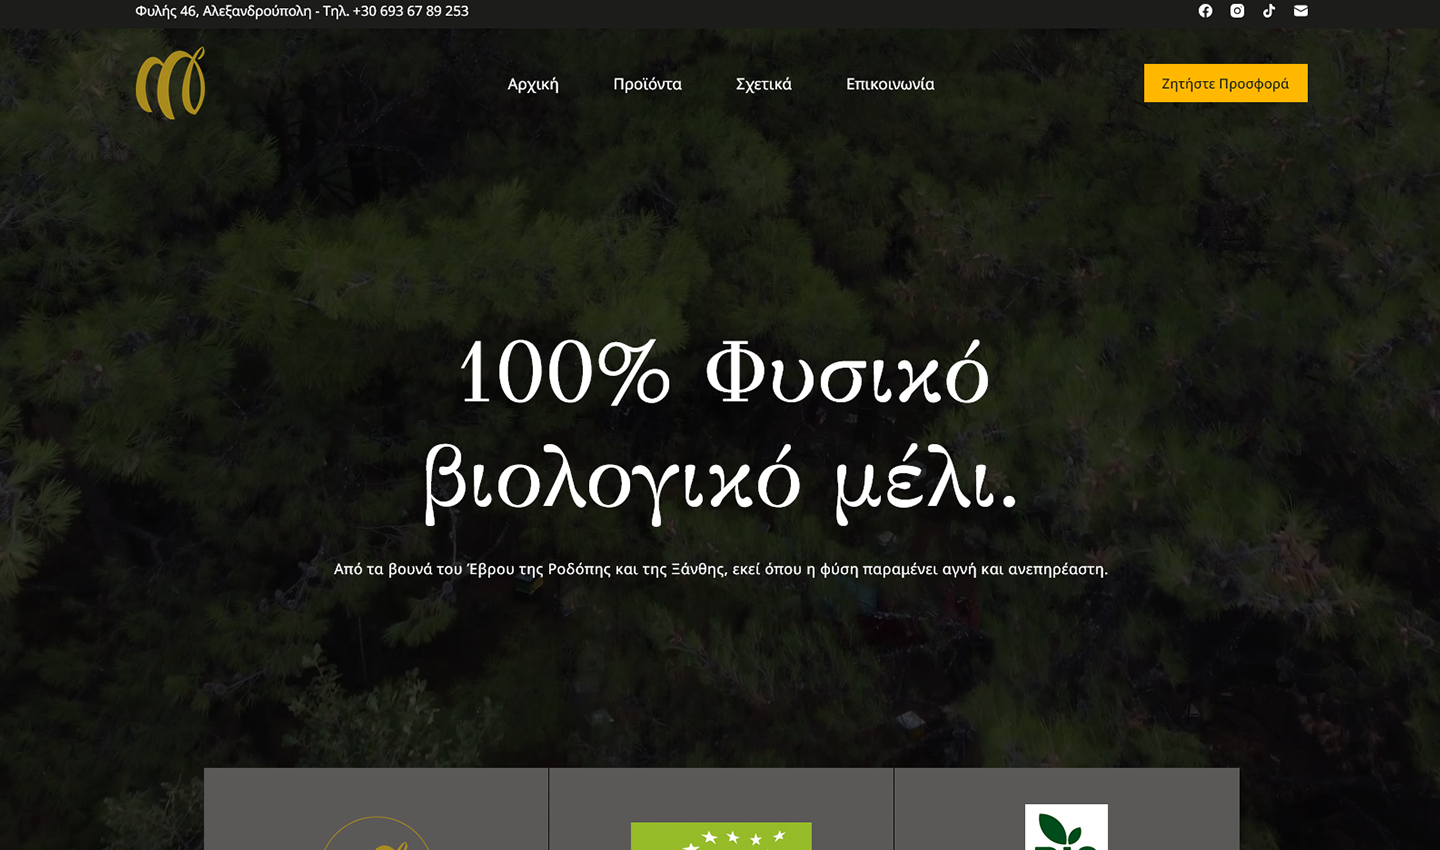 Φυλής 46, Αλεξανδρούπολη - Τηλ. +30 693 67 89 253
Αρχική
Προϊόντα
Σχετικά
Επικοινωνία
Ζητήστε Προσφορά
100% Φυσικό
βιολογικό μέλι.
Από τα βουνά του Έβρου της Ροδόπης και της Ξάνθης, εκεί όπου η φύση παραμένει αγνή και ανεπηρέαστη.